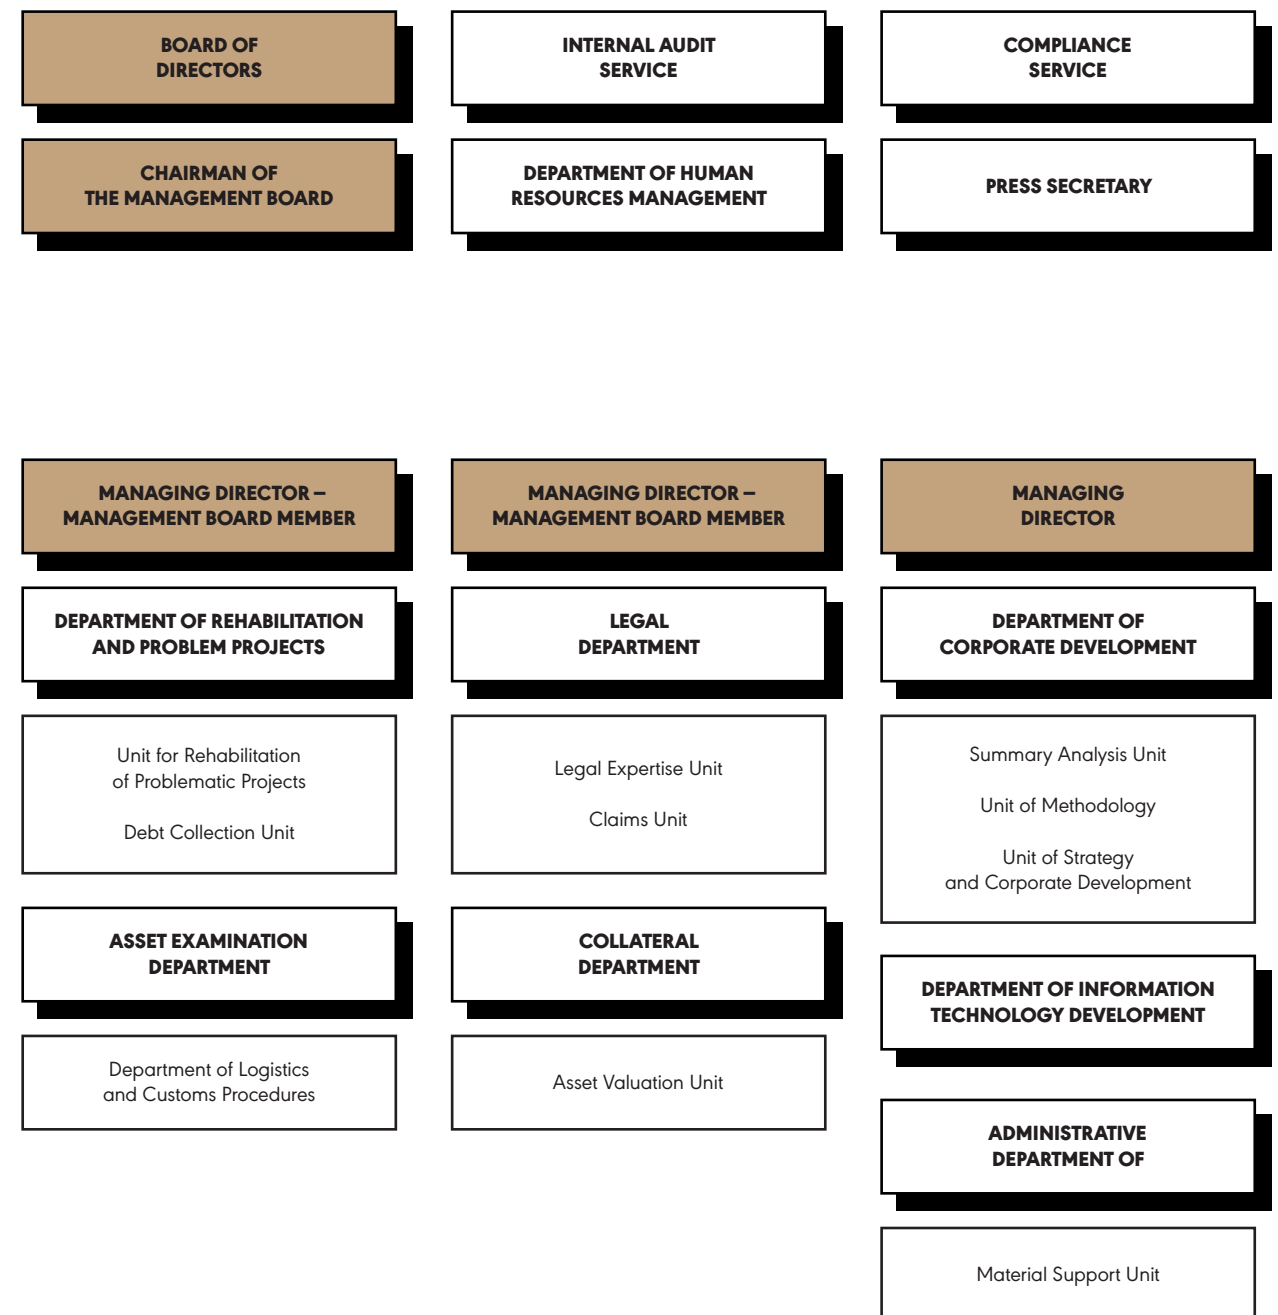 BOARD OF
DIRECTORS
INTERNAL AUDIT
SERVICE
COMPLIANCE
SERVICE
CHAIRMAN OF
THE MANAGEMENT BOARD
DEPARTMENT OF HUMAN
RESOURCES MANAGEMENT
PRESS SECRETARY
MANAGING DIRECTOR –
MANAGEMENT BOARD MEMBER
DEPARTMENT OF REHABILITATION
AND PROBLEM PROJECTS
Unit for Rehabilitation
of Problematic Projects
Debt Collection Unit
ASSET EXAMINATION
DEPARTMENT
Department of Logistics
and Customs Procedures
MANAGING DIRECTOR –
MANAGEMENT BOARD MEMBER
LEGAL
DEPARTMENT
Legal Expertise Unit
Claims Unit
COLLATERAL
DEPARTMENT
Asset Valuation Unit
MANAGING
DIRECTOR
DEPARTMENT OF
CORPORATE DEVELOPMENT
Summary Analysis Unit
Unit of Methodology
Unit of Strategy
and Corporate Development
DEPARTMENT OF INFORMATION
TECHNOLOGY DEVELOPMENT
ADMINISTRATIVE
DEPARTMENT OF
Material Support Unit